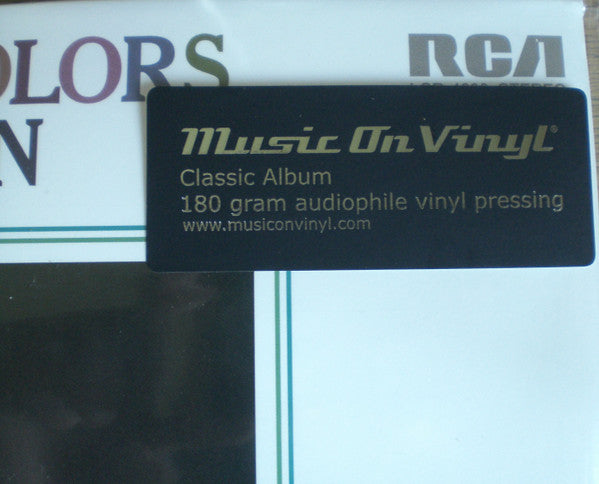 OLORS
RCA
N
Music On Vinyl®
Classic Album
180 gram audiophile vinyl pressing
www.musiconvinyl.com